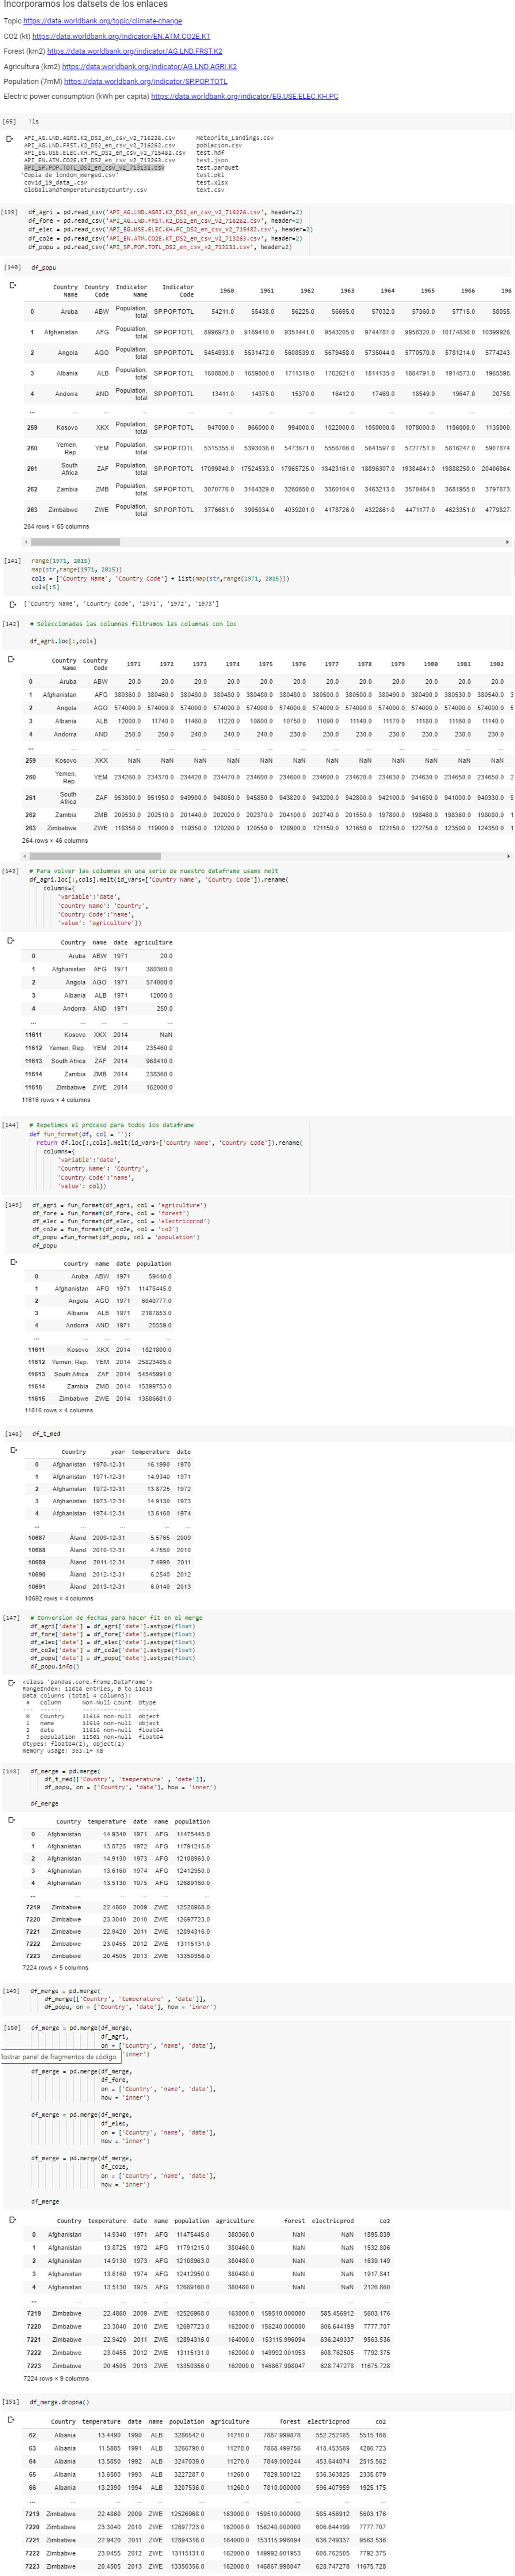 Incorporamos los datsets de los enlaces
Topic https://data.worldbank.org/topic/climate-change
CO2 (kt) https://data.worldbank.org/indicator/EN.ATM.CO2E.KT
Forest (km2) https://data.worldbank.org/indicator/AG.LND.FRST.K2
Agricultura (km2) https://data.worldbank.org/indicator/AG.LND.AGRI.K2
Population (7mM) https://data.worldbank.org/indicator/SP.POP.TOTL
Electric power consumption (kWh per capita) https://data.worldbank.org/indicator/EG.USE.ELEC.KH.PC
[65] !ls
API_AG.LND.AGRI.K2_DS2_en_csv_v2_716226.csv Meteorite_Landings.csv
API_AG.LND.FRST.K2_DS2_en_csv_v2_716262.csv poblacion.csv
API_EG.USE.ELEC.KH.PC_DS2_en_csv_v2_715482.csv test.hdf
API_EN.ATM.CO2E.KT_DS2_en_csv_v2_713263.csv test.json
API_SP.POP.TOTL_DS2_en_csv_v2_713131.csv test.parquet
'Copia de london_merged.csv' test.pkl
covid_19_data_.csv test.xlsx
GlobalLandTemperaturesByCountry.csv text.csv
[139] df_agri = pd.read_csv('API_AG.LND.AGRI.K2_DS2_en_csv_v2_716226.csv', header=2)
df_fore = pd.read_csv('API_AG.LND.FRST.K2_DS2_en_csv_v2_716262.csv', header=2)
df_elec = pd.read_csv('API_EG.USE.ELEC.KH.PC_DS2_en_csv_v2_715482.csv', header=2)
df_co2e = pd.read_csv('API_EN.ATM.CO2E.KT_DS2_en_csv_v2_713263.csv', header=2)
df_popu = pd.read_csv('API_SP.POP.TOTL_DS2_en_csv_v2_713131.csv', header=2)
[140] df_popu
Country Name Country Code Indicator Name Indicator Code 1960 1961 1962 1963 1964 1965 1966 196
0 Aruba ABW Population, total SP.POP.TOTL 54211.0 55438.0 56225.0 56695.0 57032.0 57360.0 57715.0 58055.
1 Afghanistan AFG Population, total SP.POP.TOTL 8996973.0 9169410.0 9351441.0 9543205.0 9744781.0 9956320.0 10174836.0 10399926.
2 Angola AGO Population, total SP.POP.TOTL 5454933.0 5531472.0 5608539.0 5679458.0 5735044.0 5770570.0 5781214.0 5774243.
3 Albania ALB Population, total SP.POP.TOTL 1608800.0 1659800.0 1711319.0 1762621.0 1814135.0 1864791.0 1914573.0 1965598.
4 Andorra AND Population, total SP.POP.TOTL 13411.0 14375.0 15370.0 16412.0 17469.0 18549.0 19647.0 20758.
... ... ... ... ... ... ... ... ... ... ... ...
259 Kosovo XKX Population, total SP.POP.TOTL 947000.0 966000.0 994000.0 1022000.0 1050000.0 1078000.0 1106000.0 1135000.
260 Yemen, Rep. YEM Population, total SP.POP.TOTL 5315355.0 5393036.0 5473671.0 5556766.0 5641597.0 5727751.0 5816247.0 5907874.
261 South Africa ZAF Population, total SP.POP.TOTL 17099840.0 17524533.0 17965725.0 18423161.0 18896307.0 19384841.0 19888250.0 20406864.
262 Zambia ZMB Population, total SP.POP.TOTL 3070776.0 3164329.0 3260650.0 3360104.0 3463213.0 3570464.0 3681955.0 3797873.
263 Zimbabwe ZWE Population, total SP.POP.TOTL 3776681.0 3905034.0 4039201.0 4178726.0 4322861.0 4471177.0 4623351.0 4779827.
264 rows × 65 columns
[141] range(1971, 2015)
map(str,range(1971, 2015))
cols = ['Country Name', 'Country Code'] + list(map(str,range(1971, 2015)))
cols[:5]
['Country Name', 'Country Code', '1971', '1972', '1973']
[142] # Seleccionadas las columnas filtramos las columnas con loc
df_agri.loc[:,cols]
Country Name Country Code 1971 1972 1973 1974 1975 1976 1977 1978 1979 1980 1981 1982
0 Aruba ABW 20.0 20.0 20.0 20.0 20.0 20.0 20.0 20.0 20.0 20.0 20.0 20.0
1 Afghanistan AFG 380360.0 380460.0 380480.0 380480.0 380480.0 380480.0 380500.0 380500.0 380490.0 380490.0 380530.0 380540.0 3
2 Angola AGO 574000.0 574000.0 574000.0 574000.0 574000.0 574000.0 574000.0 574000.0 574000.0 574000.0 574000.0 574000.0 5
3 Albania ALB 12000.0 11740.0 11460.0 11220.0 10800.0 10750.0 11090.0 11140.0 11170.0 11180.0 11160.0 11140.0
4 Andorra AND 250.0 250.0 240.0 240.0 240.0 230.0 230.0 230.0 230.0 230.0 230.0 230.0
... ... ... ... ... ... ... ... ... ... ... ... ... ... ...
259 Kosovo XKX NaN NaN NaN NaN NaN NaN NaN NaN NaN NaN NaN NaN
260 Yemen, Rep. YEM 234260.0 234370.0 234420.0 234470.0 234600.0 234600.0 234600.0 234620.0 234630.0 234630.0 234650.0 234650.0 2
261 South Africa ZAF 953900.0 951950.0 949900.0 948050.0 945850.0 943820.0 943200.0 942800.0 942100.0 941600.0 941000.0 940330.0 9
262 Zambia ZMB 200530.0 202510.0 201440.0 202020.0 202370.0 204100.0 202740.0 201550.0 197800.0 198460.0 198360.0 198080.0 1
263 Zimbabwe ZWE 118350.0 119000.0 119350.0 120200.0 120550.0 120900.0 121150.0 121650.0 122150.0 122750.0 123500.0 124350.0 1
264 rows × 46 columns
[143] # Para volver las columnas en una serie de nuestro dataframe usams melt
df_agri.loc[:,cols].melt(id_vars=['Country Name', 'Country Code']).rename(
columns={
'variable':'date',
'Country Name': 'Country',
'Country Code':'name',
'value': 'agriculture'})
Country name date agriculture
0 Aruba ABW 1971 20.0
1 Afghanistan AFG 1971 380360.0
2 Angola AGO 1971 574000.0
3 Albania ALB 1971 12000.0
4 Andorra AND 1971 250.0
... ... ... ... ...
11611 Kosovo XKX 2014 NaN
11612 Yemen, Rep. YEM 2014 235460.0
11613 South Africa ZAF 2014 968410.0
11614 Zambia ZMB 2014 238360.0
11615 Zimbabwe ZWE 2014 162000.0
11616 rows × 4 columns
[144] # Repetimos el proceso para todos los dataframe
def fun_format(df, col = ''):
return df.loc[:,cols].melt(id_vars=['Country Name', 'Country Code']).rename(
columns={
'variable':'date',
'Country Name': 'Country',
'Country Code':'name',
'value': col})
[145] df_agri = fun_format(df_agri, col = 'agriculture')
df_fore = fun_format(df_fore, col = 'forest')
df_elec = fun_format(df_elec, col = 'electricprod')
df_co2e = fun_format(df_co2e, col = 'co2')
df_popu =fun_format(df_popu, col = 'population')
df_popu
Country name date population
0 Aruba ABW 1971 59440.0
1 Afghanistan AFG 1971 11475445.0
2 Angola AGO 1971 6040777.0
3 Albania ALB 1971 2187853.0
4 Andorra AND 1971 25559.0
... ... ... ... ...
11611 Kosovo XKX 2014 1821800.0
11612 Yemen, Rep. YEM 2014 25823485.0
11613 South Africa ZAF 2014 54545991.0
11614 Zambia ZMB 2014 15399753.0
11615 Zimbabwe ZWE 2014 13586681.0
11616 rows × 4 columns
[146] df_t_med
Country year temperature date
0 Afghanistan 1970-12-31 16.1990 1970
1 Afghanistan 1971-12-31 14.9340 1971
2 Afghanistan 1972-12-31 13.8725 1972
3 Afghanistan 1973-12-31 14.9130 1973
4 Afghanistan 1974-12-31 13.6160 1974
... ... ... ... ...
10687 Åland 2009-12-31 5.5765 2009
10688 Åland 2010-12-31 4.7550 2010
10689 Åland 2011-12-31 7.4990 2011
10690 Åland 2012-12-31 6.2540 2012
10691 Åland 2013-12-31 6.0140 2013
10692 rows × 4 columns
[147] # Conversion de fechas para hacer fit en el merge
df_agri['date'] = df_agri['date'].astype(float)
df_fore['date'] = df_fore['date'].astype(float)
df_elec['date'] = df_elec['date'].astype(float)
df_co2e['date'] = df_co2e['date'].astype(float)
df_popu['date'] = df_popu['date'].astype(float)
df_popu.info()
<class 'pandas.core.frame.DataFrame'>
RangeIndex: 11616 entries, 0 to 11615
Data columns (total 4 columns):
# Column Non-Null Count Dtype
--- ------ -------------- -----
0 Country 11616 non-null object
1 name 11616 non-null object
2 date 11616 non-null float64
3 population 11501 non-null float64
dtypes: float64(2), object(2)
memory usage: 363.1+ KB
[148] df_merge = pd.merge(
df_t_med[['Country', 'temperature' , 'date']],
df_popu, on = ['Country', 'date'], how = 'inner')
df_merge
Country temperature date name population
0 Afghanistan 14.9340 1971 AFG 11475445.0
1 Afghanistan 13.8725 1972 AFG 11791215.0
2 Afghanistan 14.9130 1973 AFG 12108963.0
3 Afghanistan 13.6160 1974 AFG 12412950.0
4 Afghanistan 13.5130 1975 AFG 12689160.0
... ... ... ... ... ...
7219 Zimbabwe 22.4860 2009 ZWE 12526968.0
7220 Zimbabwe 23.3040 2010 ZWE 12697723.0
7221 Zimbabwe 22.9420 2011 ZWE 12894316.0
7222 Zimbabwe 23.0455 2012 ZWE 13115131.0
7223 Zimbabwe 20.4505 2013 ZWE 13350356.0
7224 rows × 5 columns
[149] df_merge = pd.merge(
df_merge[['Country', 'temperature' , 'date']],
df_popu, on = ['Country', 'date'], how = 'inner')
[150] df_merge = pd.merge(df_merge,
df_agri,
on = ['Country', 'name', 'date'],
lostrar panel de fragmentos de código 'inner')
df_merge = pd.merge(df_merge,
df_fore,
on = ['Country', 'name', 'date'],
how = 'inner')
df_merge = pd.merge(df_merge,
df_elec,
on = ['Country', 'name', 'date'],
how = 'inner')
df_merge = pd.merge(df_merge,
df_co2e,
on = ['Country', 'name', 'date'],
how = 'inner')
df_merge
Country temperature date name population agriculture forest electricprod co2
0 Afghanistan 14.9340 1971 AFG 11475445.0 380360.0 NaN NaN 1895.839
1 Afghanistan 13.8725 1972 AFG 11791215.0 380460.0 NaN NaN 1532.806
2 Afghanistan 14.9130 1973 AFG 12108963.0 380480.0 NaN NaN 1639.149
3 Afghanistan 13.6160 1974 AFG 12412950.0 380480.0 NaN NaN 1917.841
4 Afghanistan 13.5130 1975 AFG 12689160.0 380480.0 NaN NaN 2126.860
... ... ... ... ... ... ... ... ... ...
7219 Zimbabwe 22.4860 2009 ZWE 12526968.0 163000.0 159510.000000 585.456912 5603.176
7220 Zimbabwe 23.3040 2010 ZWE 12697723.0 162000.0 156240.000000 606.644199 7777.707
7221 Zimbabwe 22.9420 2011 ZWE 12894316.0 164000.0 153115.996094 636.249337 9563.536
7222 Zimbabwe 23.0455 2012 ZWE 13115131.0 162000.0 149992.001953 608.762505 7792.375
7223 Zimbabwe 20.4505 2013 ZWE 13350356.0 162000.0 146867.998047 628.747278 11675.728
7224 rows × 9 columns
[151] df_merge.dropna()
Country temperature date name population agriculture forest electricprod co2
62 Albania 13.4490 1990 ALB 3286542.0 11210.0 7887.999878 552.252185 5515.168
63 Albania 11.5885 1991 ALB 3266790.0 11270.0 7868.499756 418.453589 4286.723
64 Albania 13.5850 1992 ALB 3247039.0 11270.0 7849.000244 453.644074 2515.562
65 Albania 13.6500 1993 ALB 3227287.0 11260.0 7829.500122 536.363825 2335.879
66 Albania 13.2390 1994 ALB 3207536.0 11260.0 7810.000000 596.407959 1925.175
... ... ... ... ... ... ... ... ... ...
7219 Zimbabwe 22.4860 2009 ZWE 12526968.0 163000.0 159510.000000 585.456912 5603.176
7220 Zimbabwe 23.3040 2010 ZWE 12697723.0 162000.0 156240.000000 606.644199 7777.707
7221 Zimbabwe 22.9420 2011 ZWE 12894316.0 164000.0 153115.996094 636.249337 9563.536
7222 Zimbabwe 23.0455 2012 ZWE 13115131.0 162000.0 149992.001953 608.762505 7792.375
7223 Zimbabwe 20.4505 2013 ZWE 13350356.0 162000.0 146867.998047 628.747278 11675.728